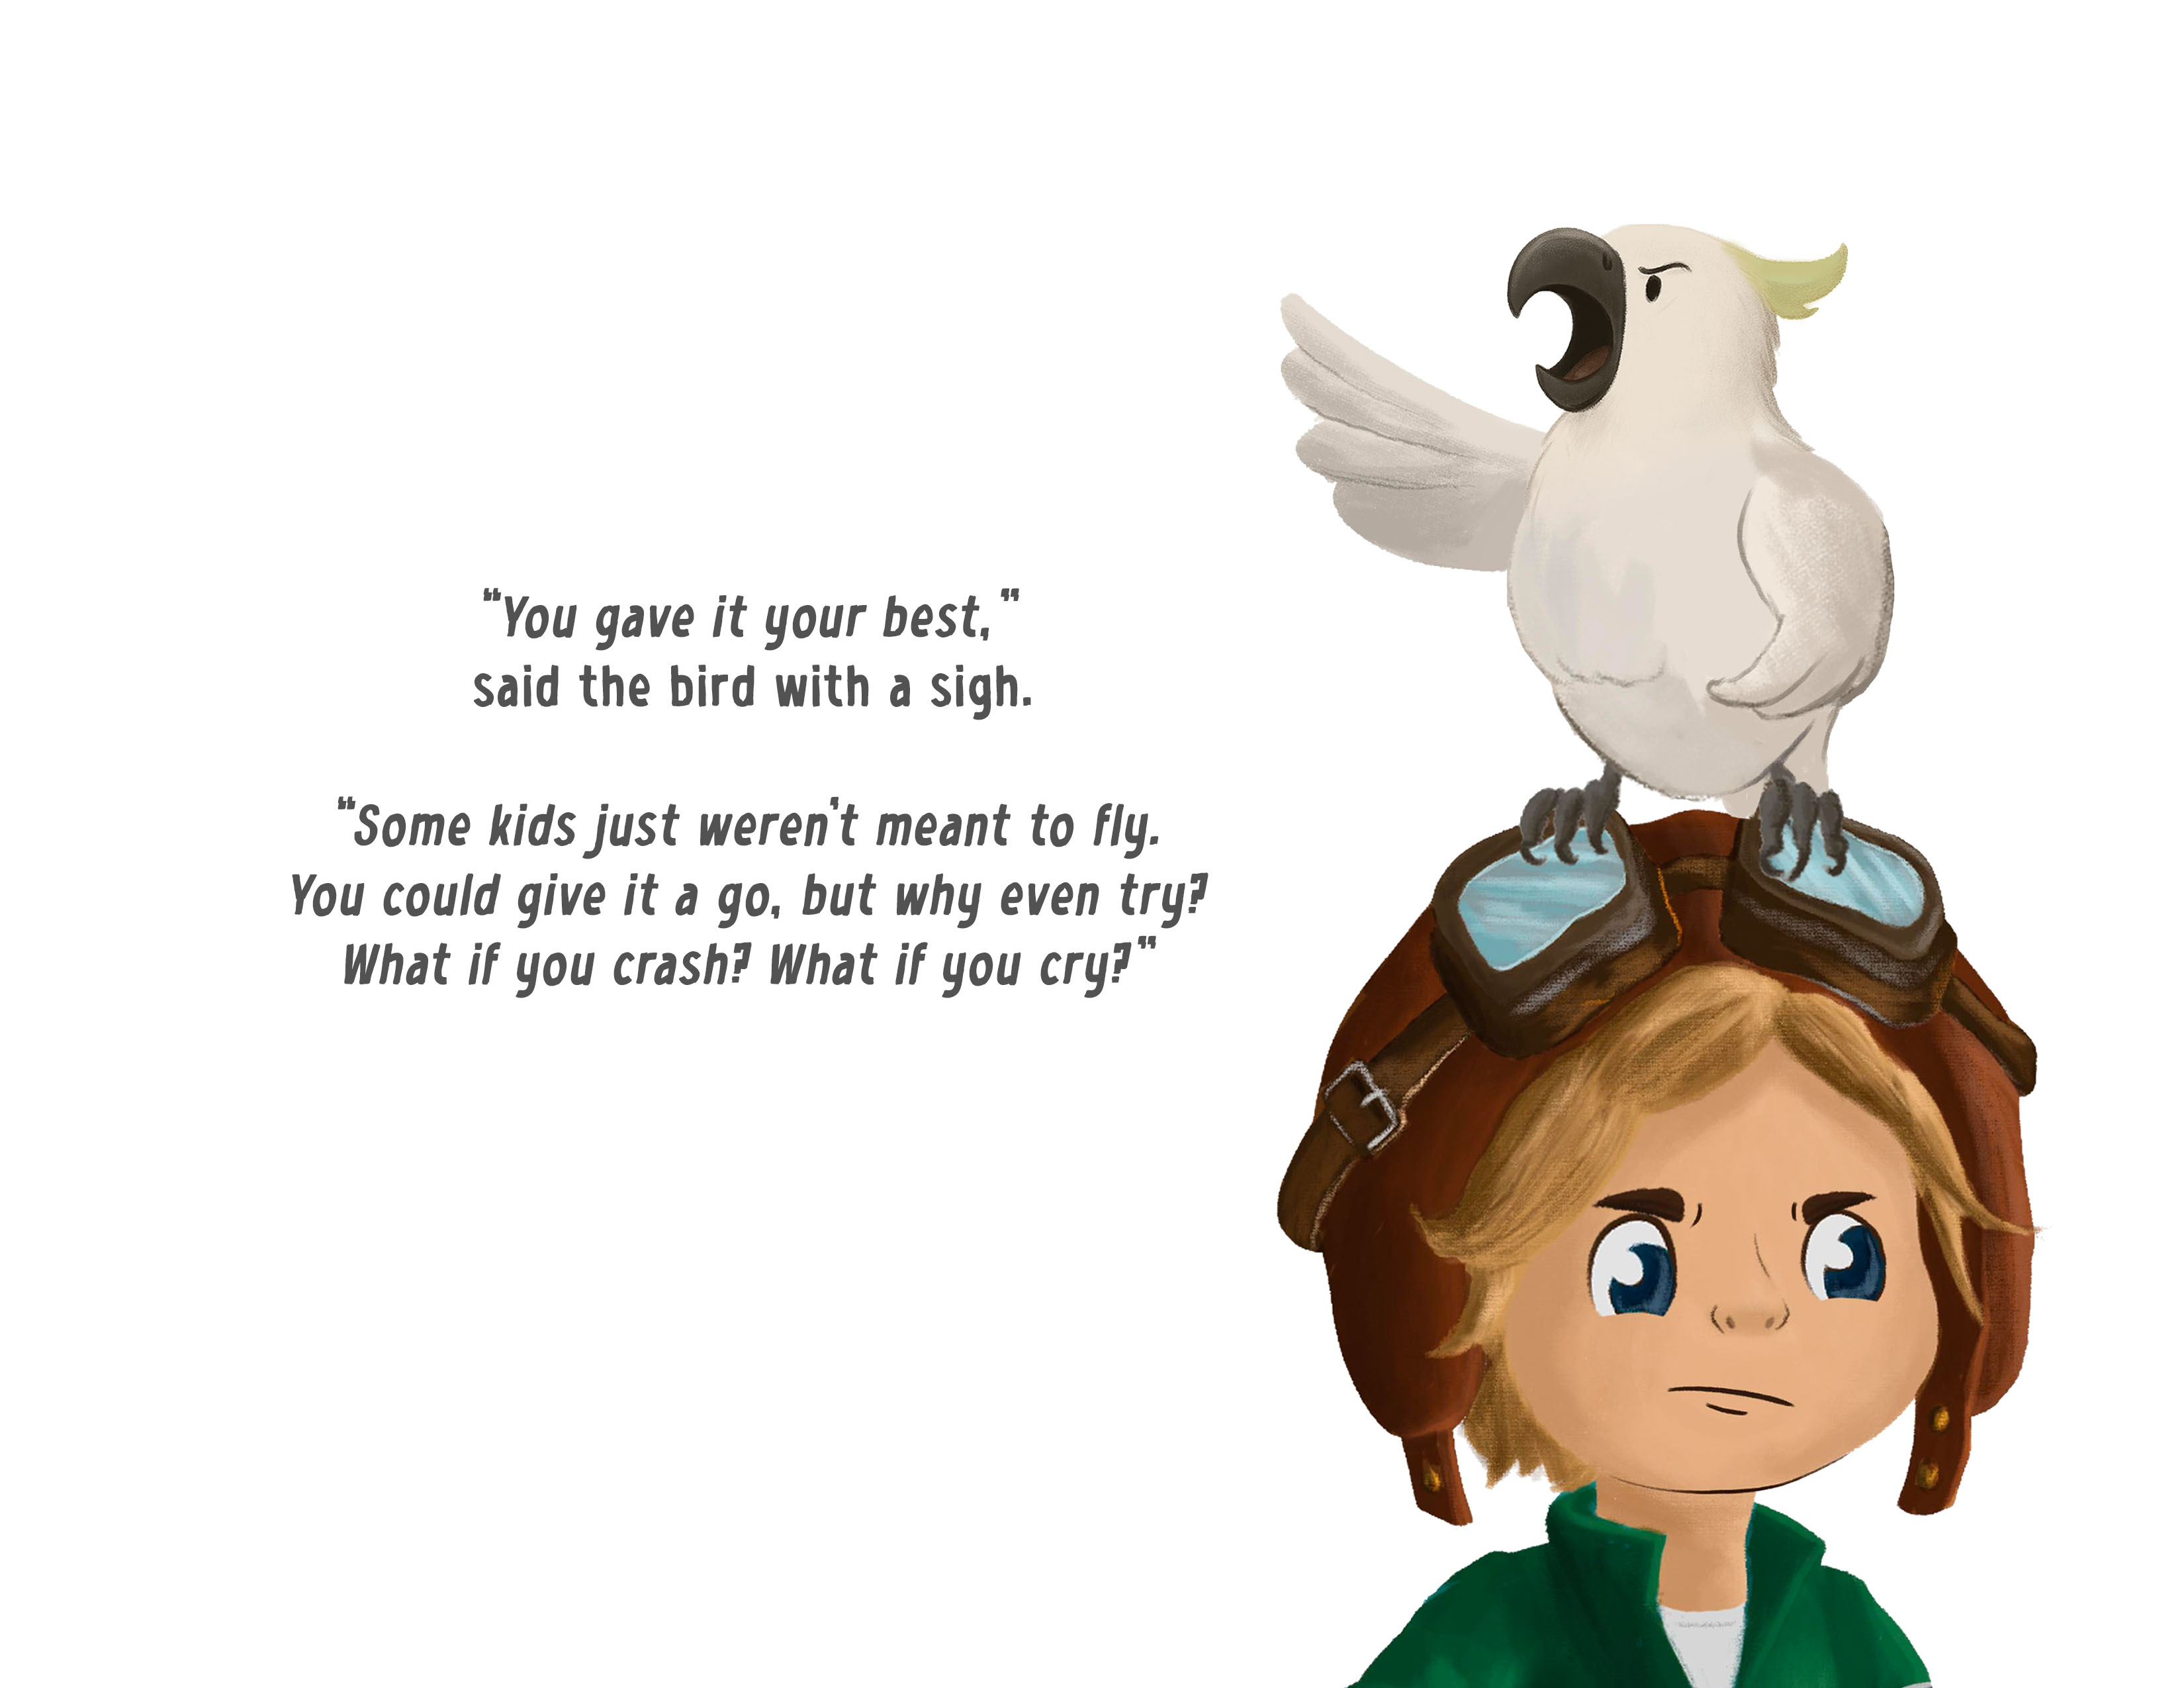 “You gave it your best,”
said the bird with a sigh.
“Some kids just weren’t meant to fly.
You could give it a go, but why even try?
What if you crash? What if you cry?”